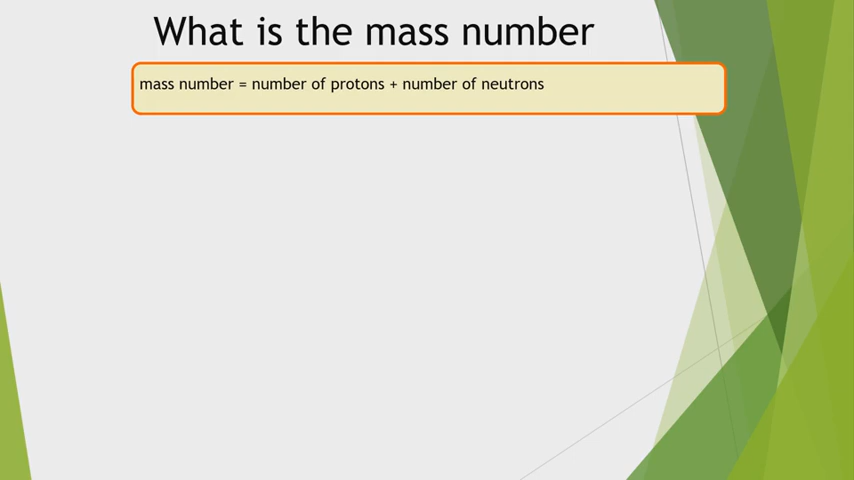 What is the mass number
mass number = number of protons + number of neutrons